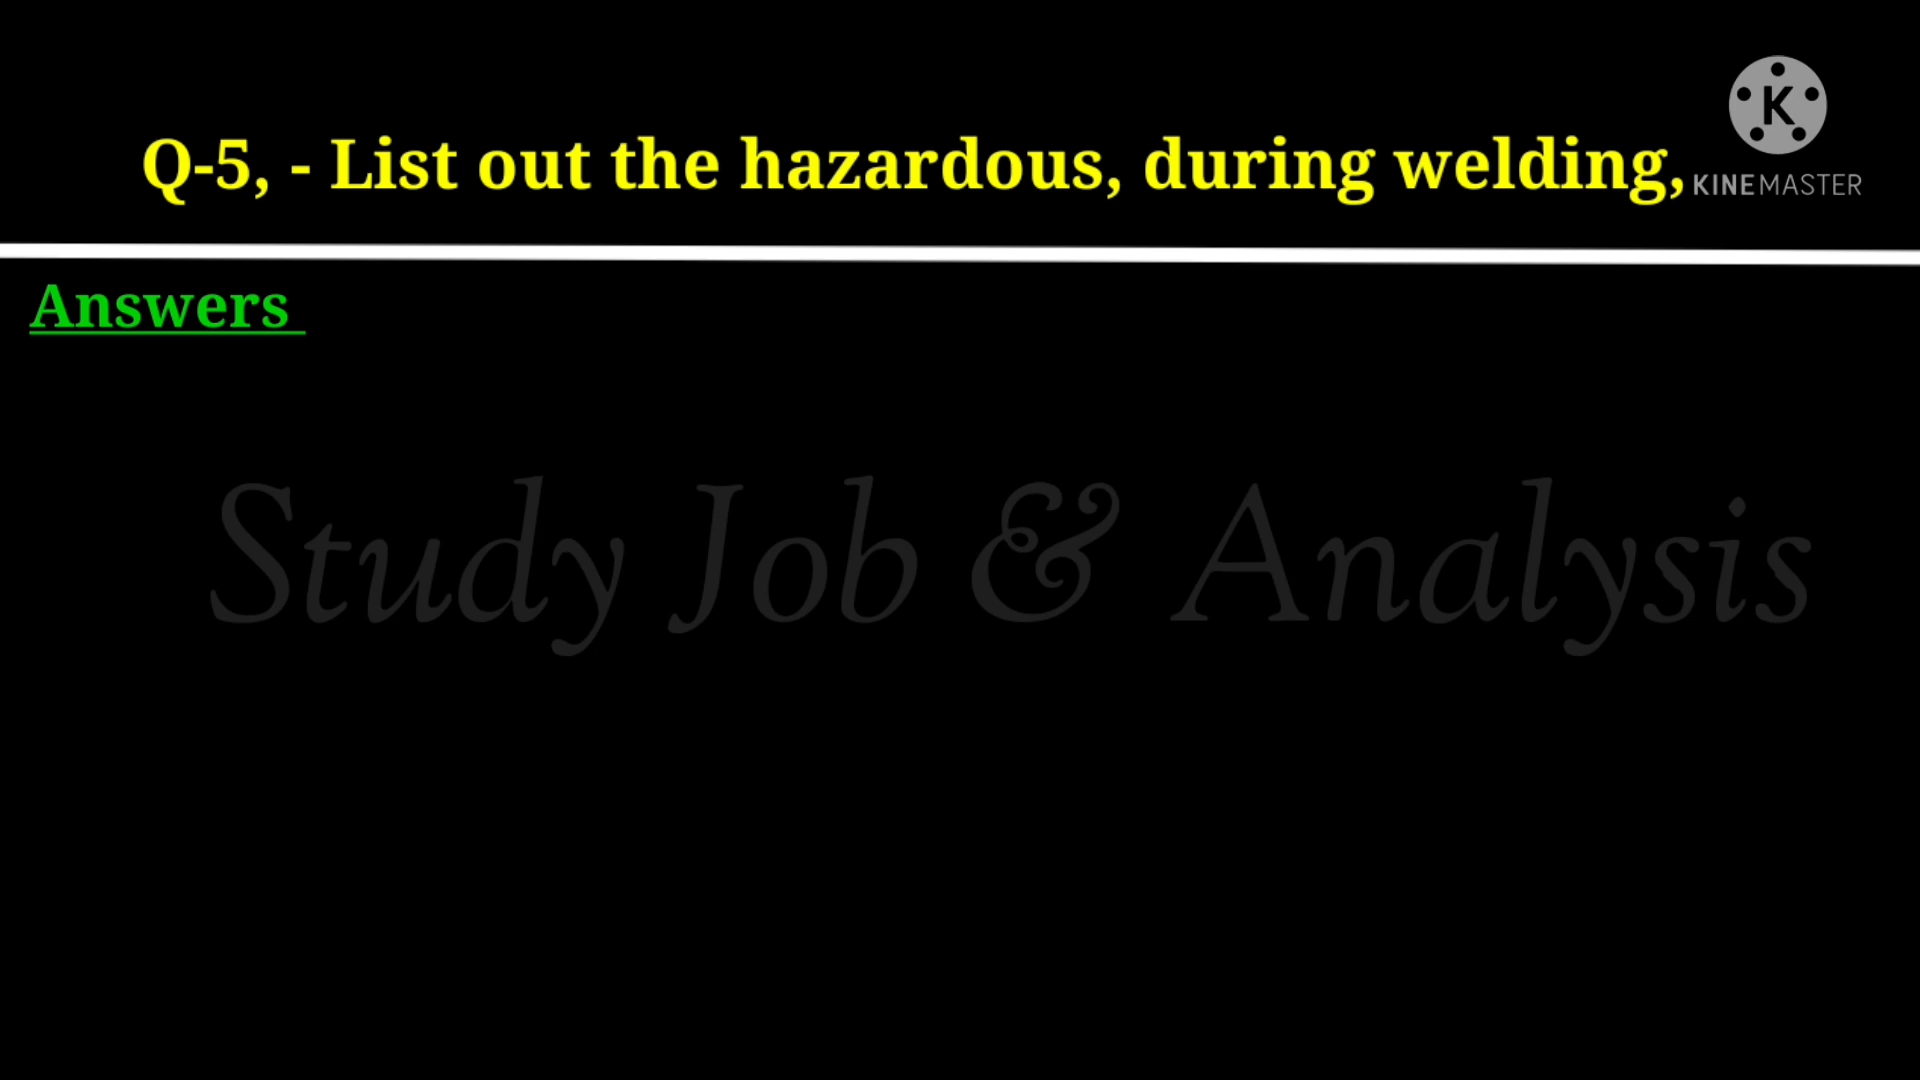 Q-5, - List out the hazardous, during welding,
K
KINEMASTER
Answers
Study Job & Analysis